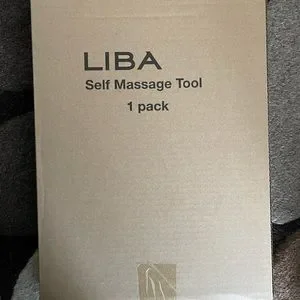 LIBA
Self Massage Tool
1 pack